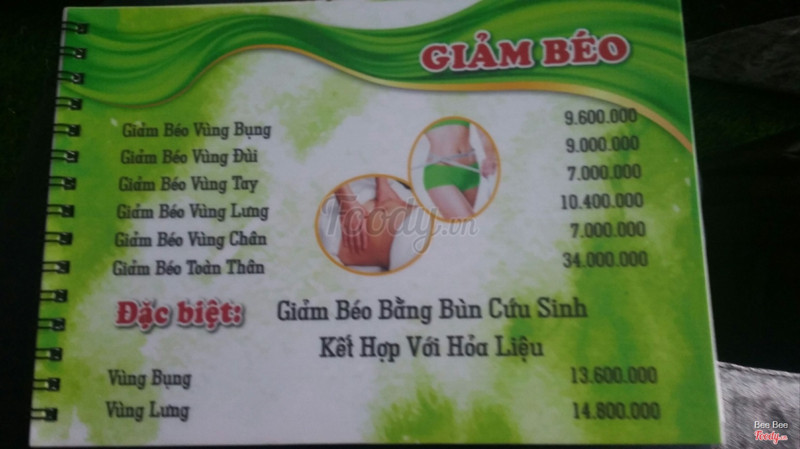 GIẢM BÉO
Giảm Béo Vùng Bụng 9.600.000
Giảm Béo Vùng Đùi 9.000.000
Giảm Béo Vùng Tay 7.000.000
Giảm Béo Vùng Lưng 10.400.000
Giảm Béo Vùng Chân 7.000.000
Giảm Béo Toàn Thân 34.000.000
Foody.vn
Đặc biệt: Giảm Béo Bằng Bùn Cứu Sinh
Kết Hợp Với Hỏa Liệu
Vùng Bụng 13.600.000
Vùng Lưng 14.800.000
Bee Bee
Foody.vn